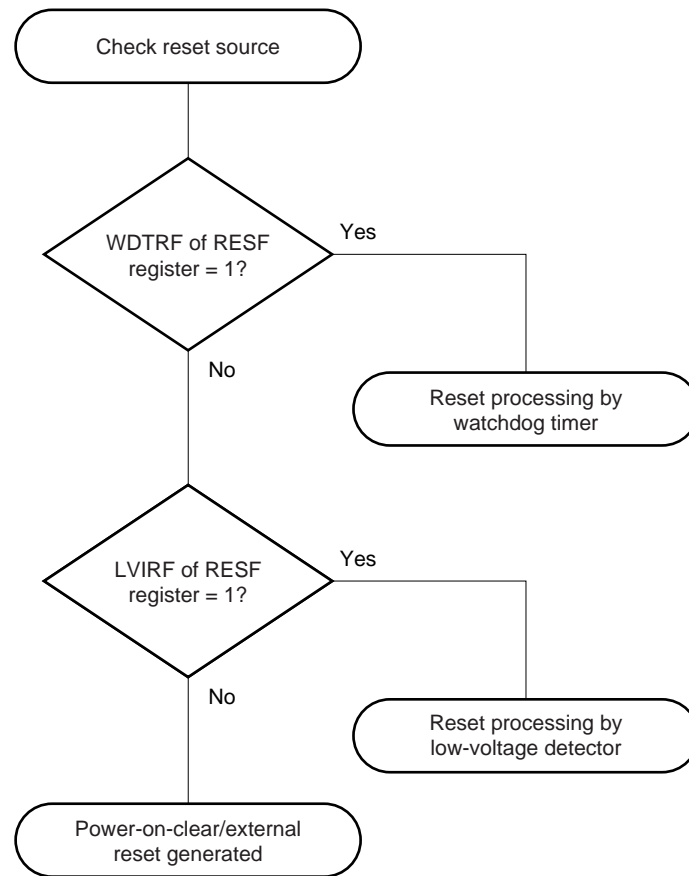 Check reset source
WDTRF of RESF
register = 1?
Yes
No
Reset processing by
watchdog timer
LVIRF of RESF
register = 1?
Yes
No
Reset processing by
low-voltage detector
Power-on-clear/external
reset generated